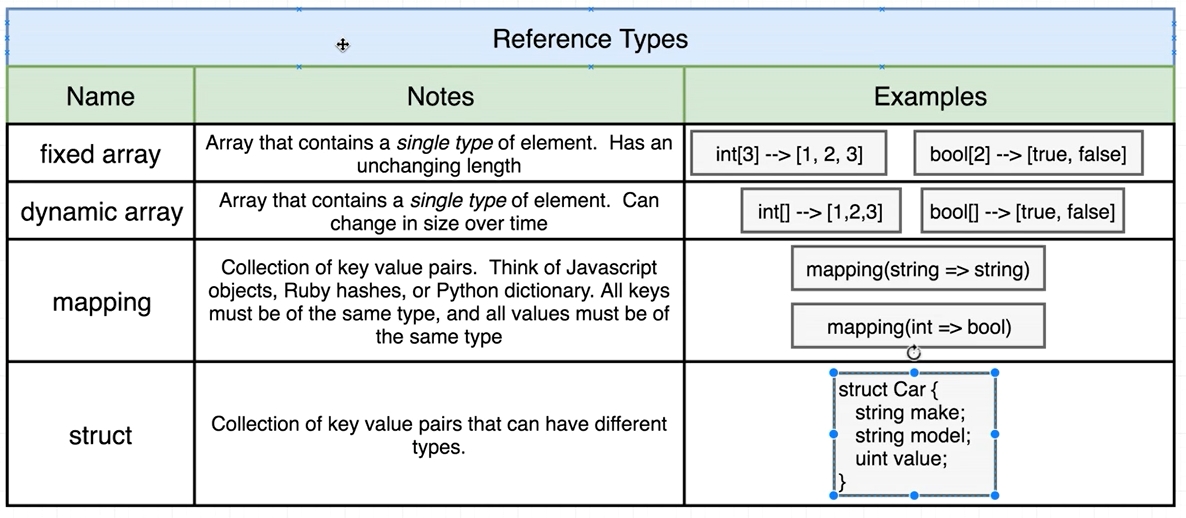 Reference Types
Name
Notes
Examples
fixed array
Array that contains a single type of element.  Has an
unchanging length
int[3] --> [1, 2, 3]
bool[2] --> [true, false]
dynamic array
Array that contains a single type of element.  Can
change in size over time
int[] --> [1,2,3]
bool[] --> [true, false]
mapping
Collection of key value pairs.  Think of Javascript
objects, Ruby hashes, or Python dictionary. All keys
must be of the same type, and all values must be of
the same type
mapping(string => string)
mapping(int => bool)
struct
Collection of key value pairs that can have different
types.
struct Car {
string make;
string model;
uint value;
}